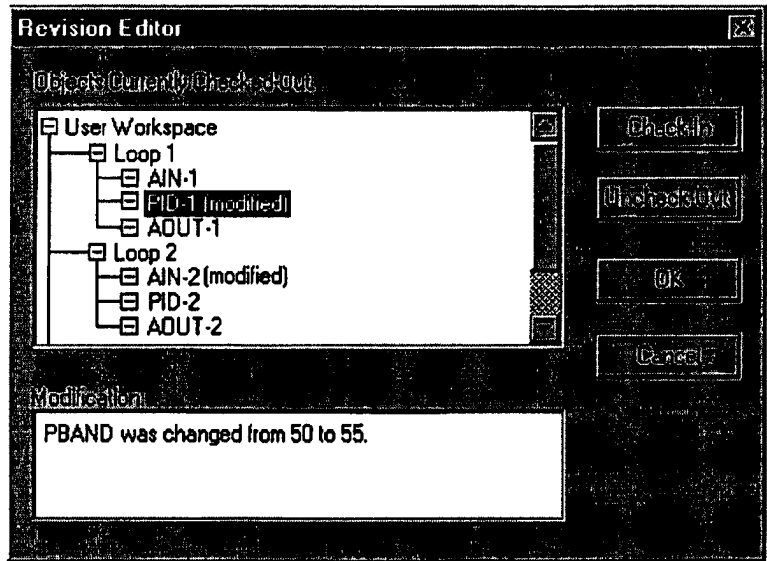 Revision Editor
Objects Currently Checked Out
User Workspace
Loop 1
AIN-1
PID-1 (modified)
AOUT-1
Loop 2
AIN-2 (modified)
PID-2
AOUT-2
Check In
Uncheck Out
OK
Cancel
Modification
PBAND was changed from 50 to 55.